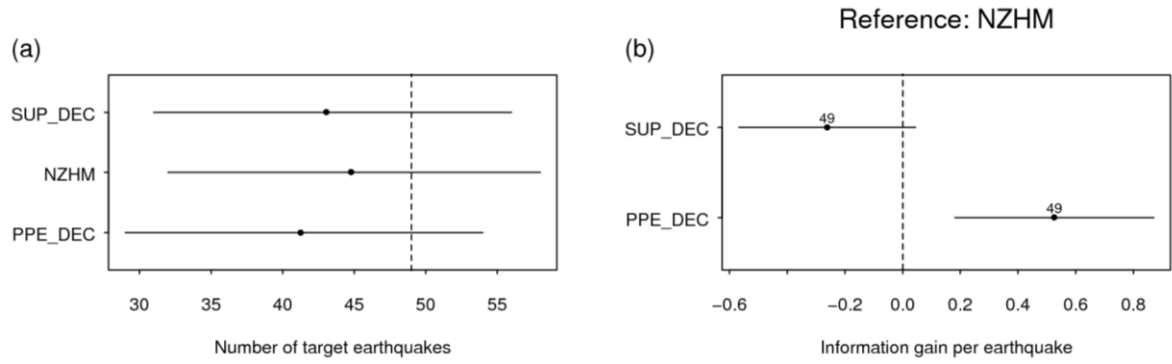 Reference: NZHM
(a)
(b)
SUP_DEC
NZHM
PPE_DEC
30 35 40 45 50 55
Number of target earthquakes
SUP_DEC
49
PPE_DEC
49
−0.6 −0.2 0.0 0.2 0.4 0.6 0.8
Information gain per earthquake